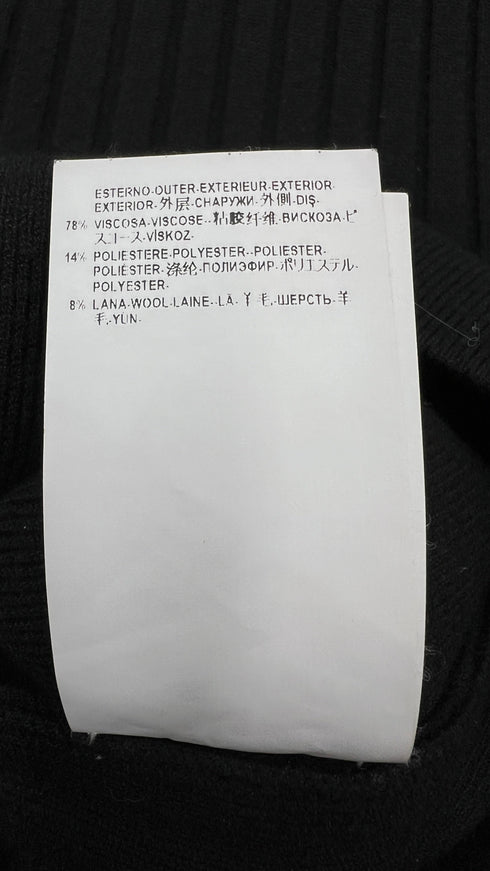 ESTERNO-OUTER-EXTERIEUR-EXTERIOR-
EXTERIOR-外层-СНАРУЖИ-外側-DIŞ-
78% VISCOSA-VISCOSE--粘胶纤维-ВИСКОЗА-ビ
スコース-VİSKOZ-
14% POLIESTERE-POLYESTER--POLIESTER-
POLIÉSTER-涤纶-ПОЛИЭФИР-ポリエステル-
POLYESTER-
8% LANA-WOOL-LAINE--LÃ-羊毛-ШЕРСТЬ-羊
毛-YÜN-